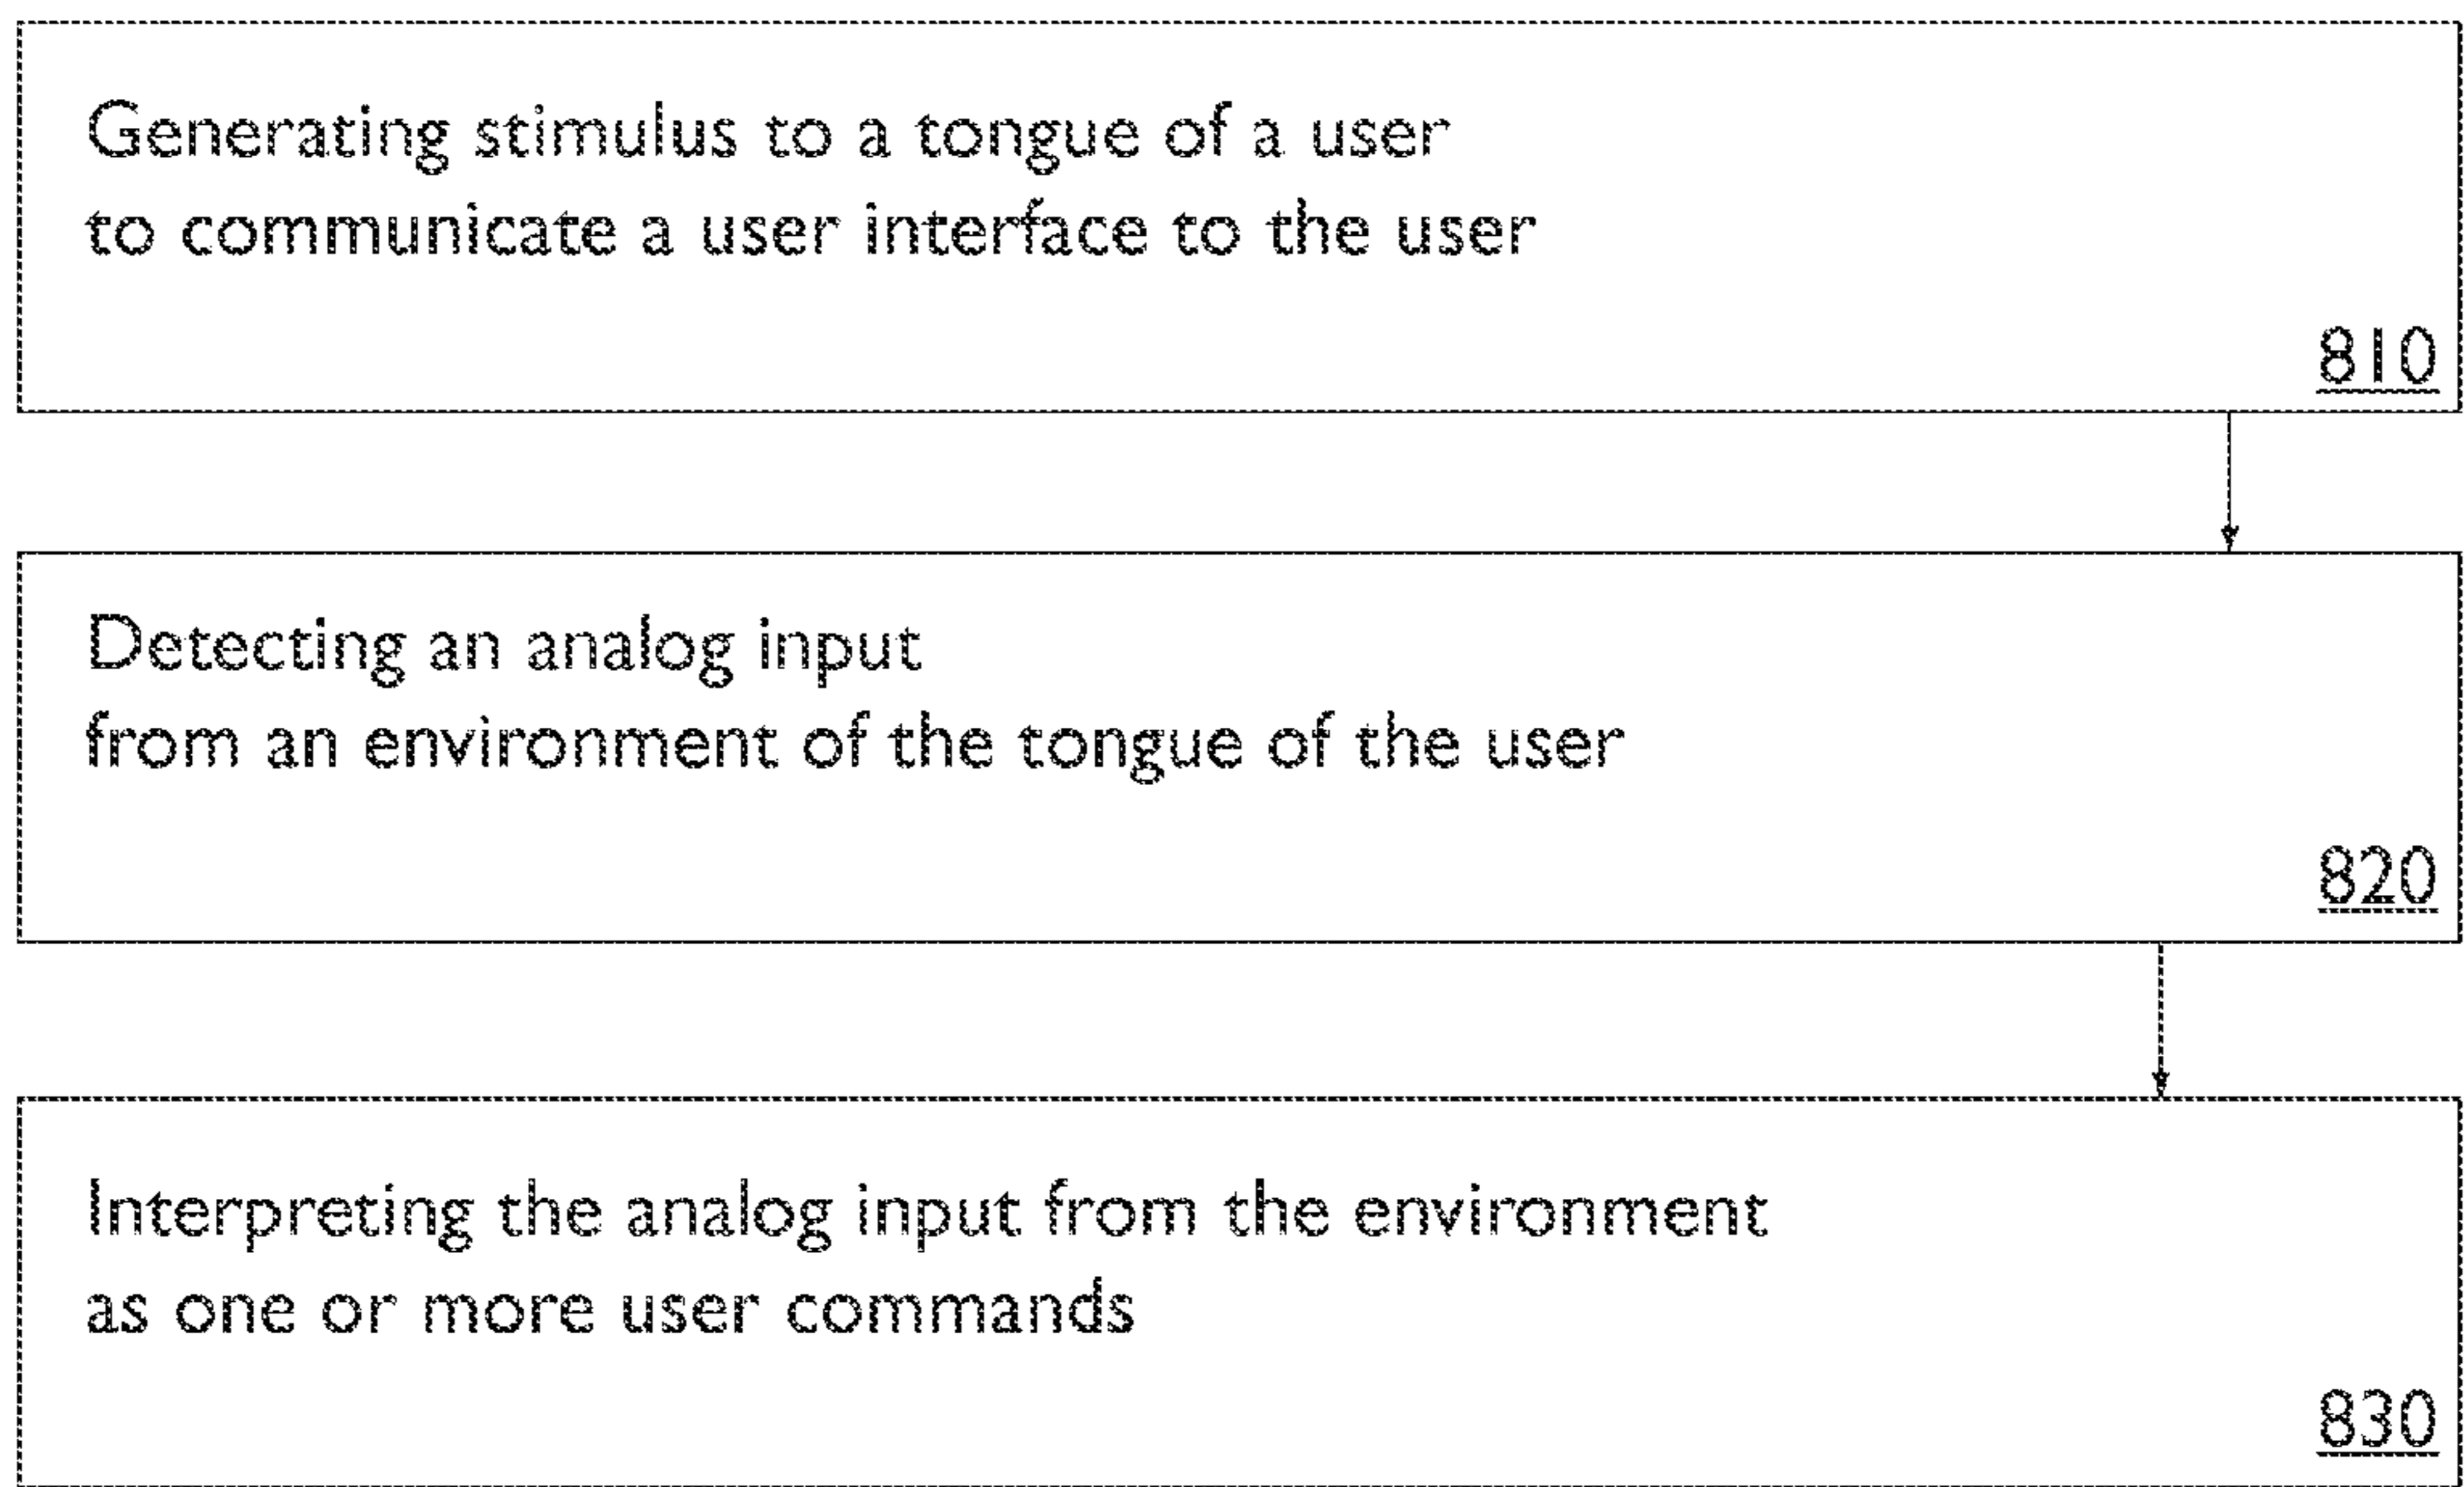 Generating stimulus to a tongue of a user
to communicate a user interface to the user
810
Detecting an analog input
from an environment of the tongue of the user
820
Interpreting the analog input from the environment
as one or more user commands
830